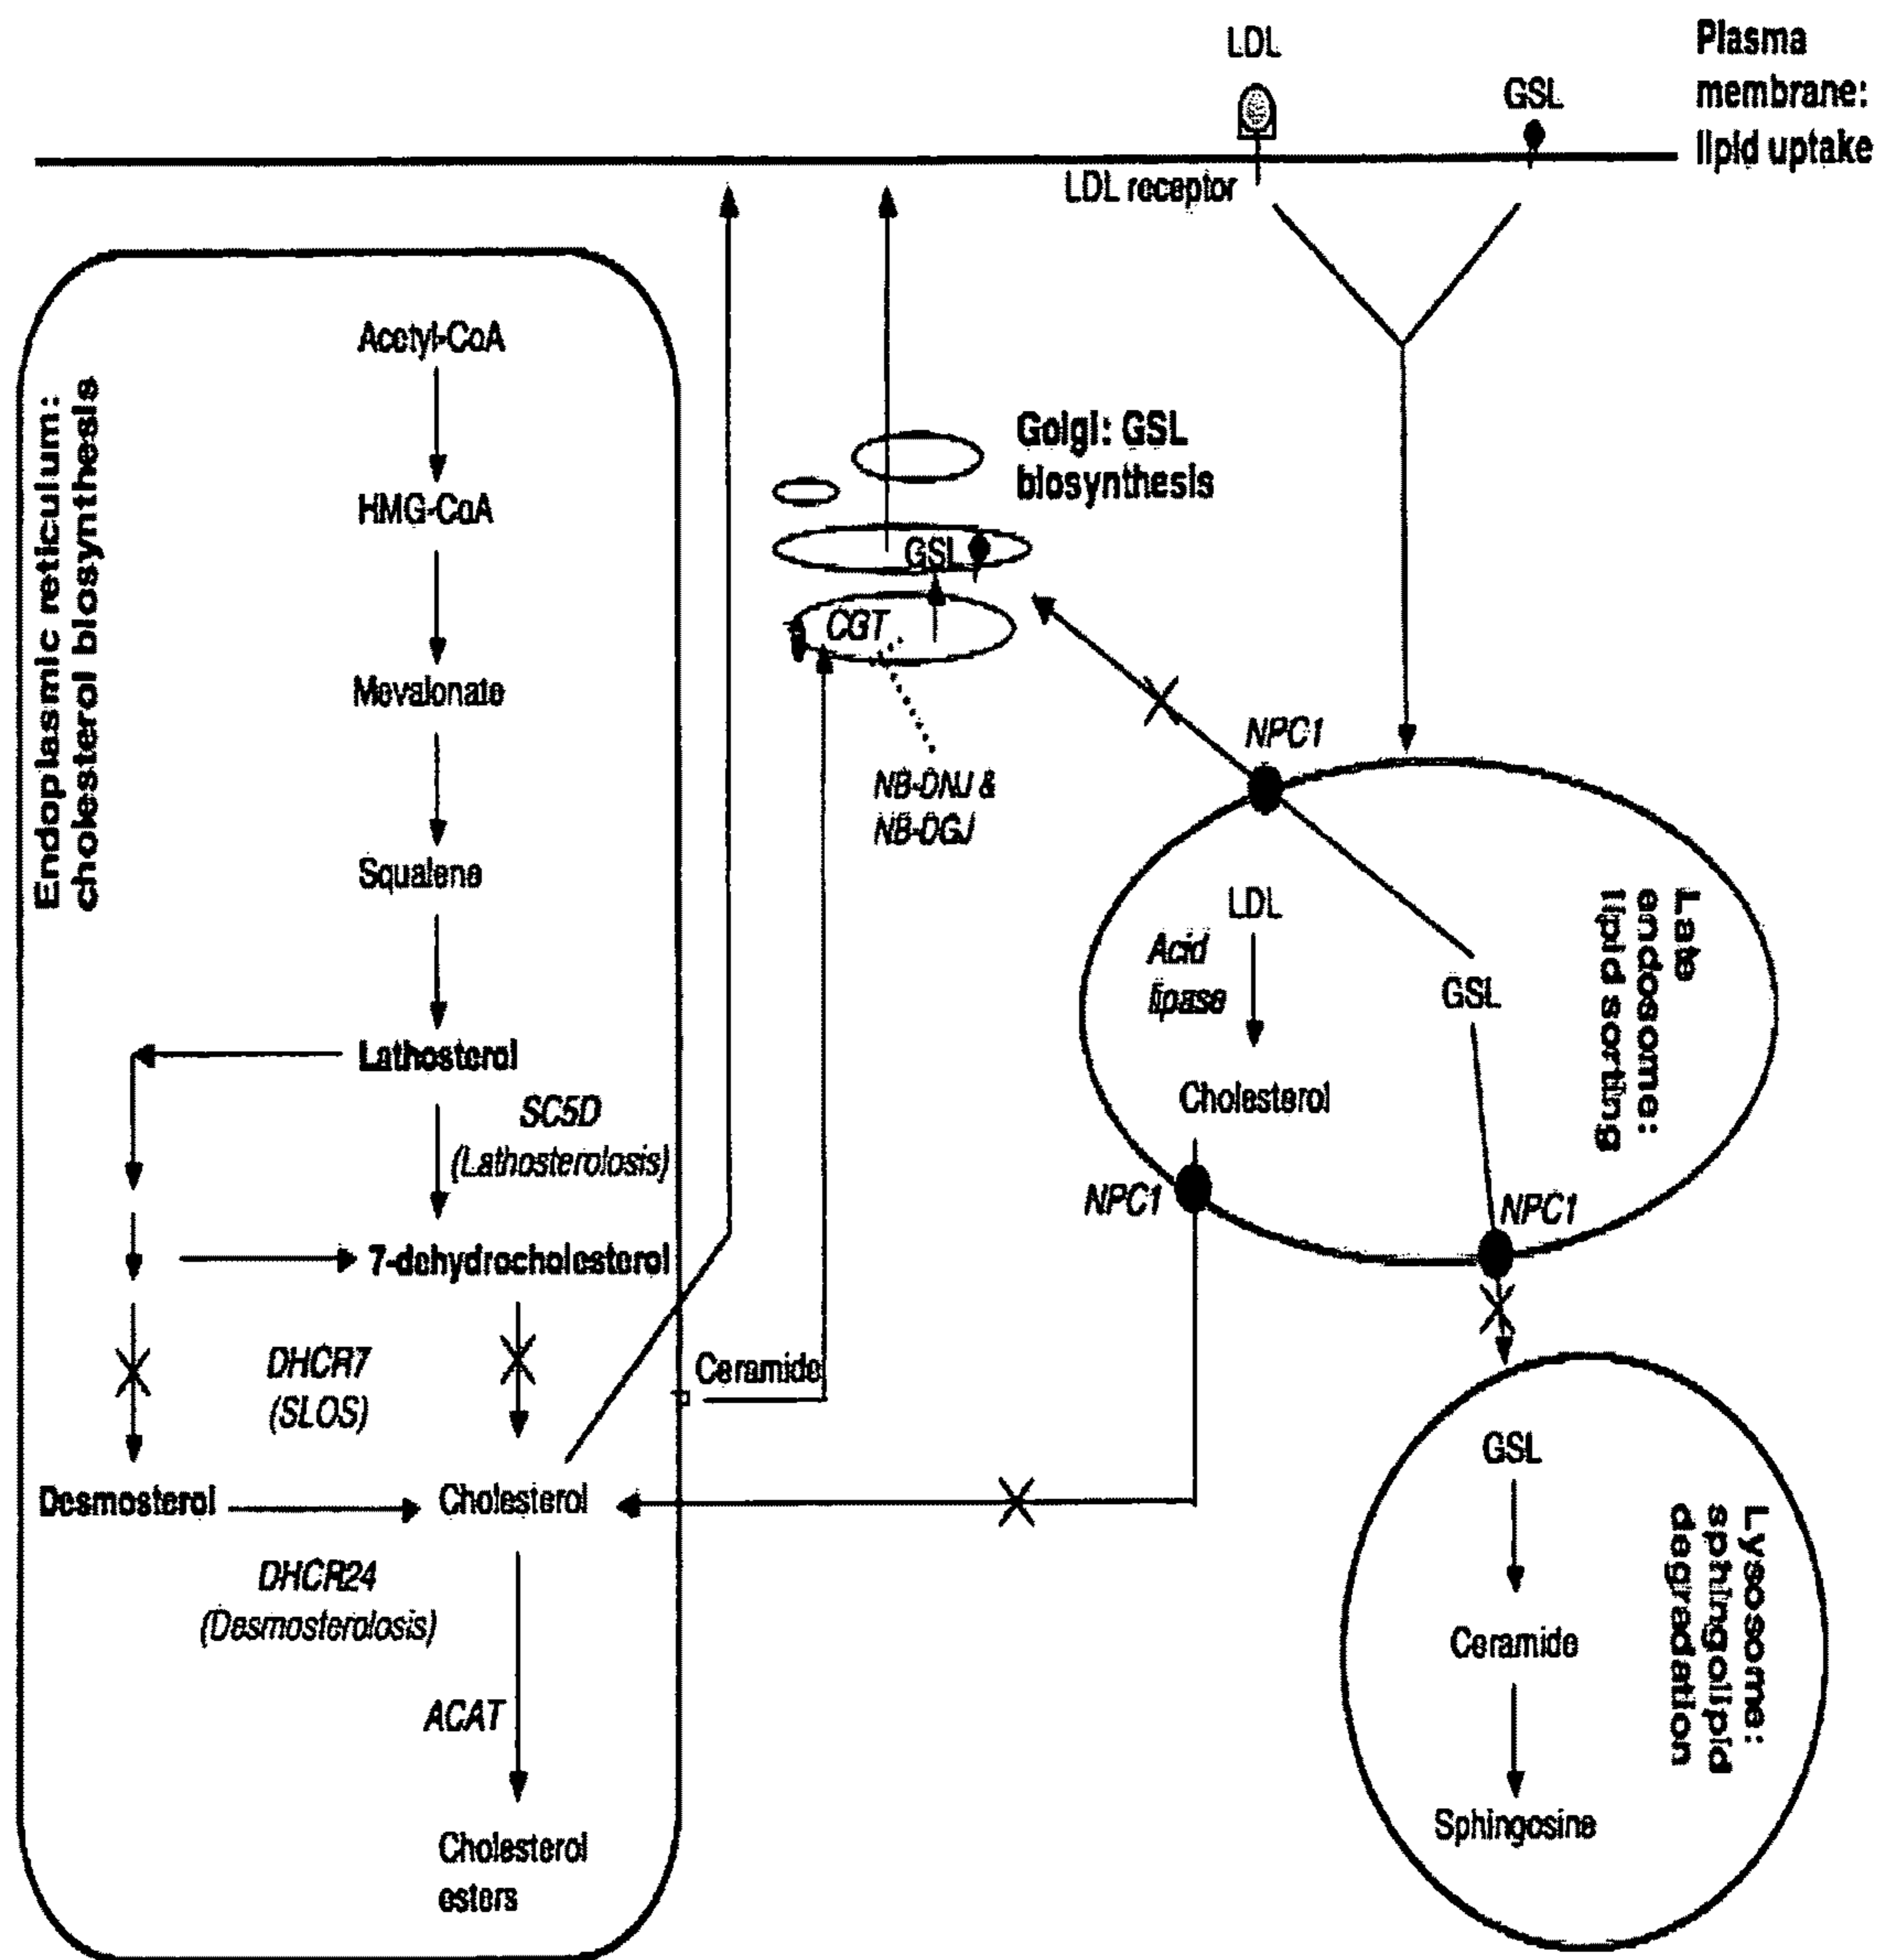 LDL
GSL
Plasma
membrane:
lipid uptake
LDL receptor
Endoplasmic reticulum:
cholesterol biosynthesis
Acetyl-CoA
HMG-CoA
Mevalonate
Squalene
Lathosterol
SC5D
(Lathosterolosis)
7-dehydrocholesterol
DHCR7
(SLOS)
Desmosterol
Cholesterol
DHCR24
(Desmosterolosis)
ACAT
Cholesterol
esters
Ceramide
Golgi: GSL
biosynthesis
GSL
CGT
NB-DNJ &
NB-DGJ
NPC1
LDL
Acid
lipase
Cholesterol
GSL
Late
endosome:
lipid sorting
NPC1
NPC1
GSL
Ceramide
Sphingosine
Lysosome:
sphingolipid
degradation